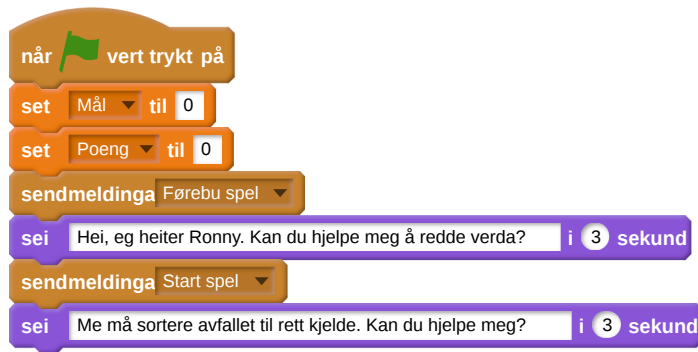 når vert trykt på
set Mål til 0
set Poeng til 0
sendmeldinga Førebu spel
sei Hei, eg heiter Ronny. Kan du hjelpe meg å redde verda? i 3 sekund
sendmeldinga Start spel
sei Me må sortere avfallet til rett kjelde. Kan du hjelpe meg? i 3 sekund